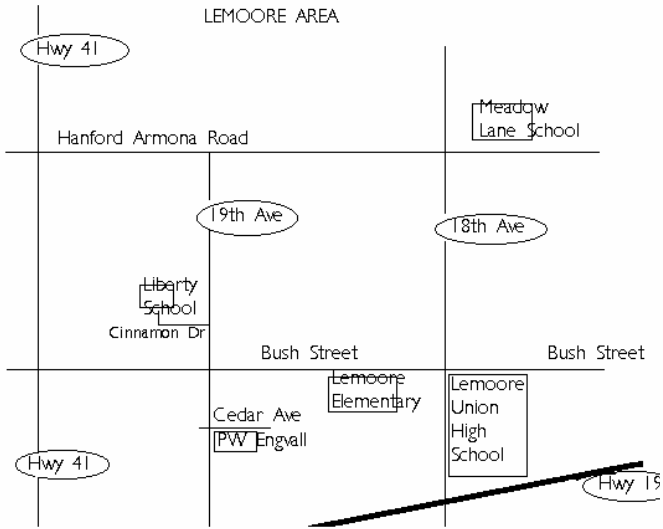 LEMOORE AREA
Hwy 41
Meadow
Lane School
Hanford Armona Road
19th Ave
18th Ave
Liberty
School
Cinnamon Dr
Bush Street
Bush Street
Lemoore
Elementary
Lemoore
Union
High
School
Cedar Ave
PW Engvall
Hwy 41
Hwy 19